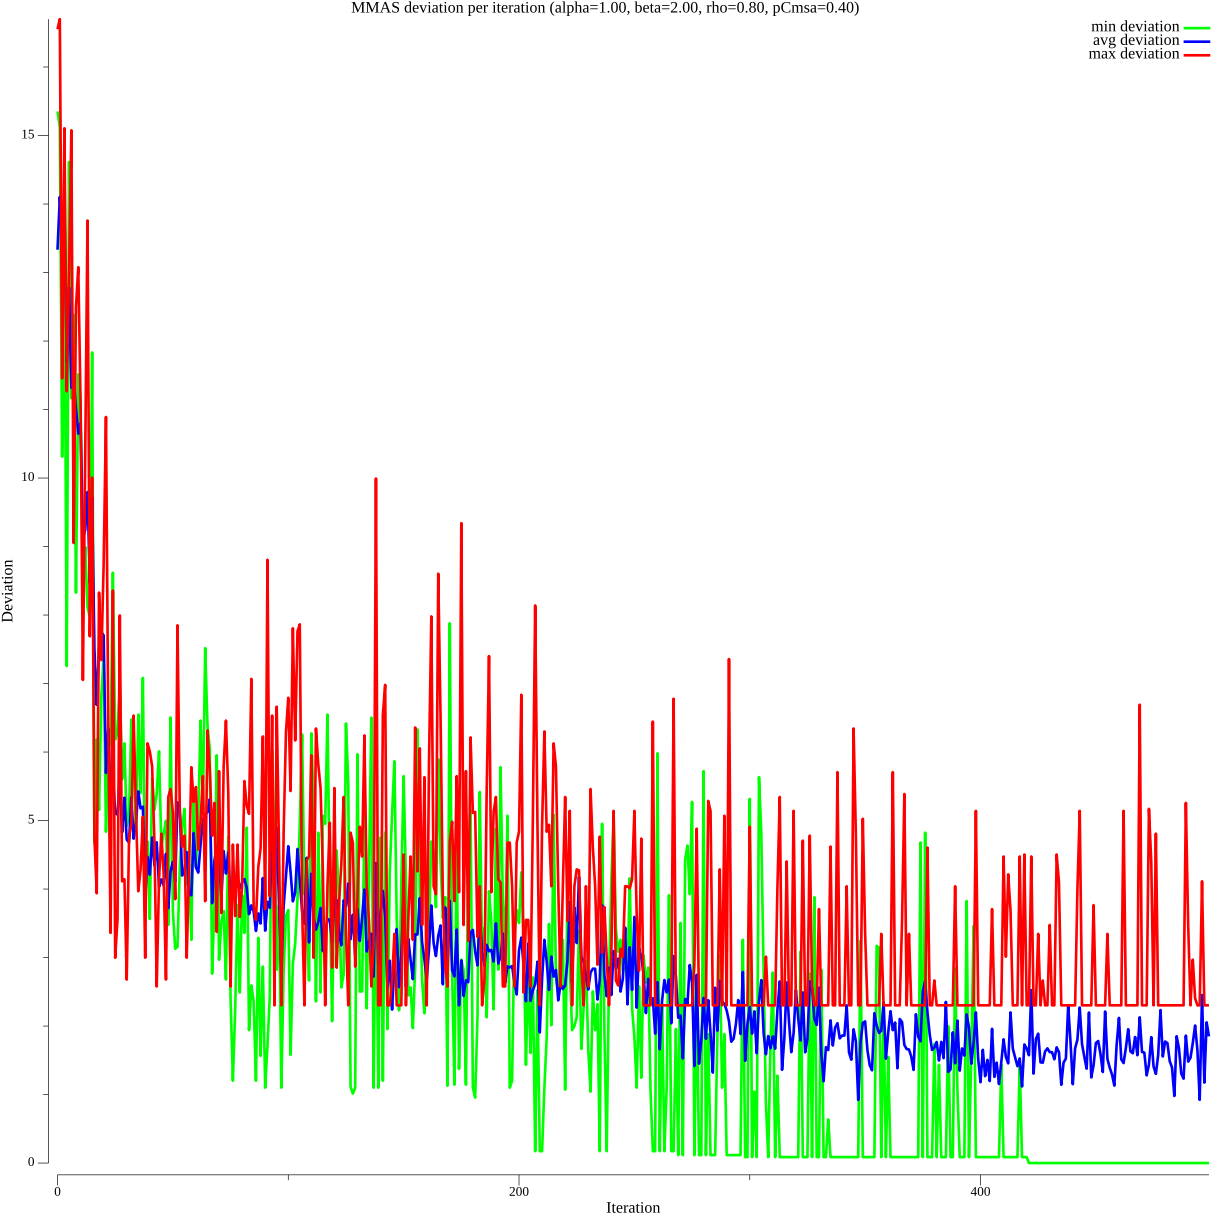 MMAS deviation per iteration (alpha=1.00, beta=2.00, rho=0.80, pCmsa=0.40)
min deviation
avg deviation
max deviation
15
10
5
0
Deviation
0
200
400
Iteration